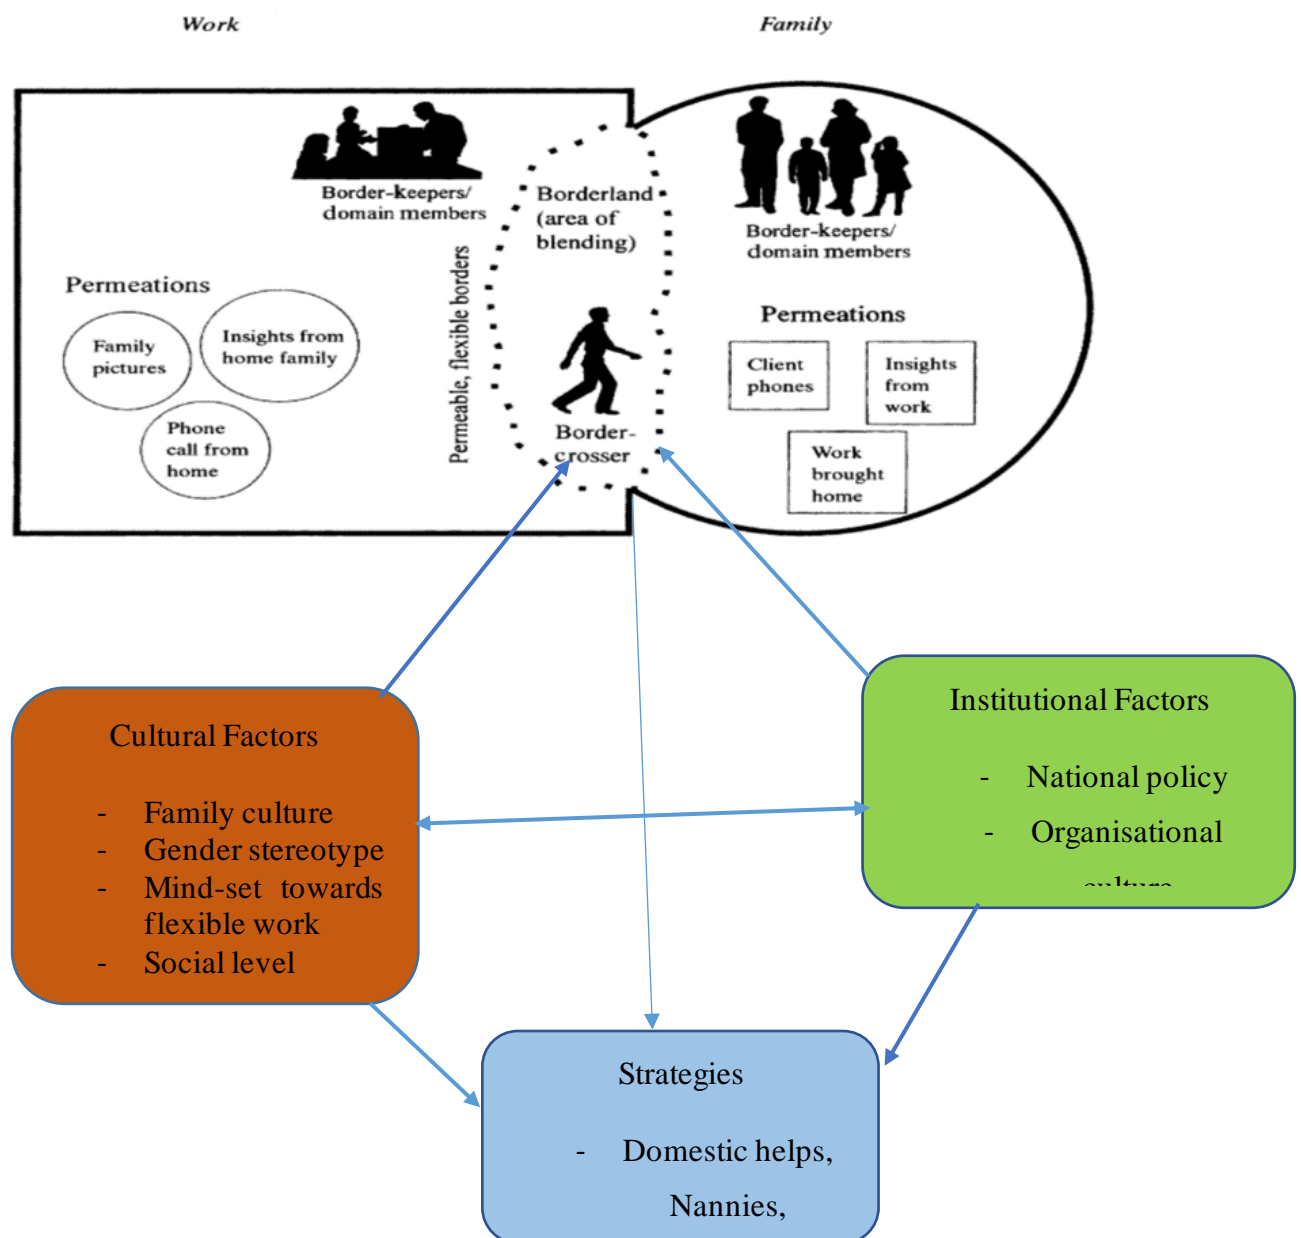 Work
Family
Border-keepers/
domain members
Borderland
(area of
blending)
Border-keepers/
domain members
Permeable, flexible borders
Permeations
Family
pictures
Insights from
home family
Phone
call from
home
Border-
crosser
Permeations
Client
phones
Insights
from
work
Work
brought
home
Cultural Factors
- Family culture
- Gender stereotype
- Mind-set towards
flexible work
- Social level
Institutional Factors
- National policy
- Organisational
culture
Strategies
- Domestic helps,
Nannies,